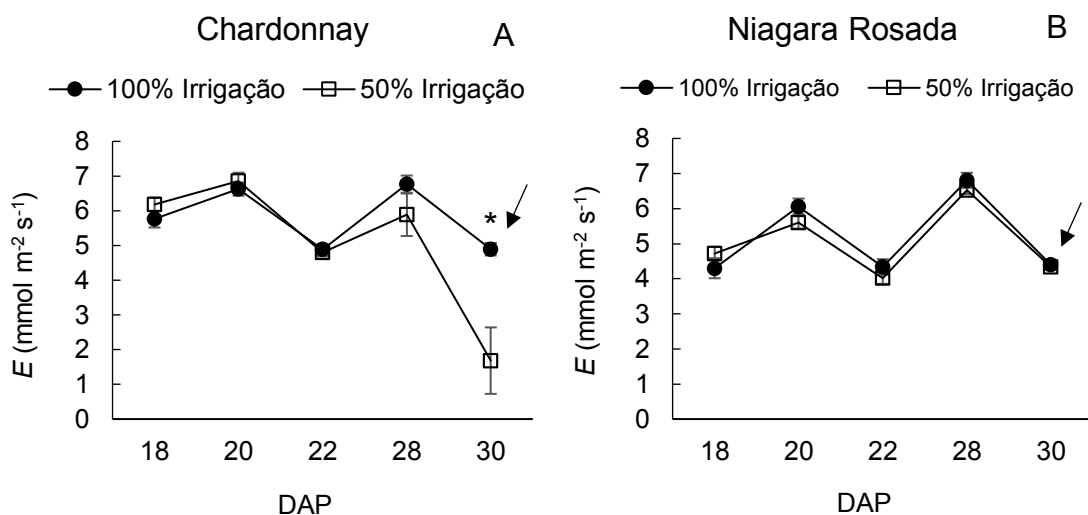 Chardonnay
A
100% Irrigação
50% Irrigação
E (mmol m⁻² s⁻¹)
8
7
6
5
4
3
2
1
0
*
18 20 22 28 30
DAP
Niagara Rosada
B
100% Irrigação
50% Irrigação
E (mmol m⁻² s⁻¹)
8
7
6
5
4
3
2
1
0
18 20 22 28 30
DAP